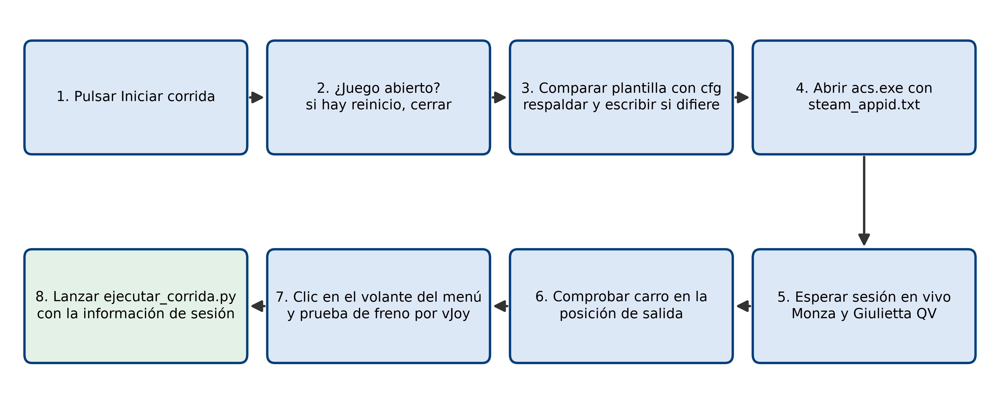 1. Pulsar Iniciar corrida
2. ¿Juego abierto?
si hay reinicio, cerrar
3. Comparar plantilla con cfg
respaldar y escribir si difiere
4. Abrir acs.exe con
steam_appid.txt
5. Esperar sesión en vivo
Monza y Giulietta QV
6. Comprobar carro en la
posición de salida
7. Clic en el volante del menú
y prueba de freno por vJoy
8. Lanzar ejecutar_corrida.py
con la información de sesión